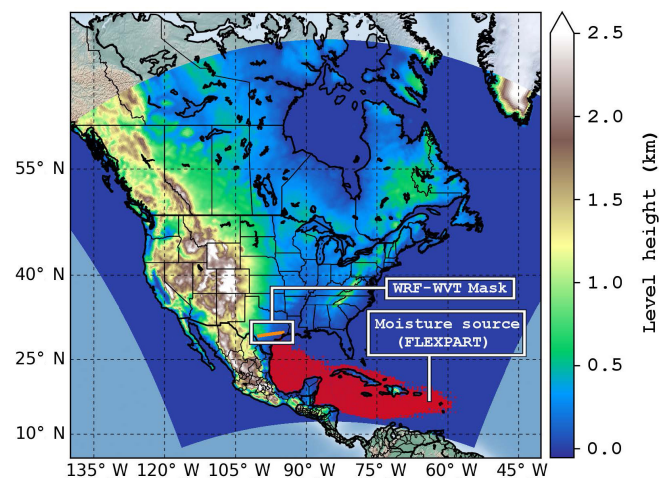 2.5
2.0
1.5
1.0
0.5
0.0
Level height (km)
55° N
40° N
25° N
10° N
WRF-WVT Mask
Moisture source
(FLEXPART)
135° W 120° W 105° W 90° W 75° W 60° W 45° W